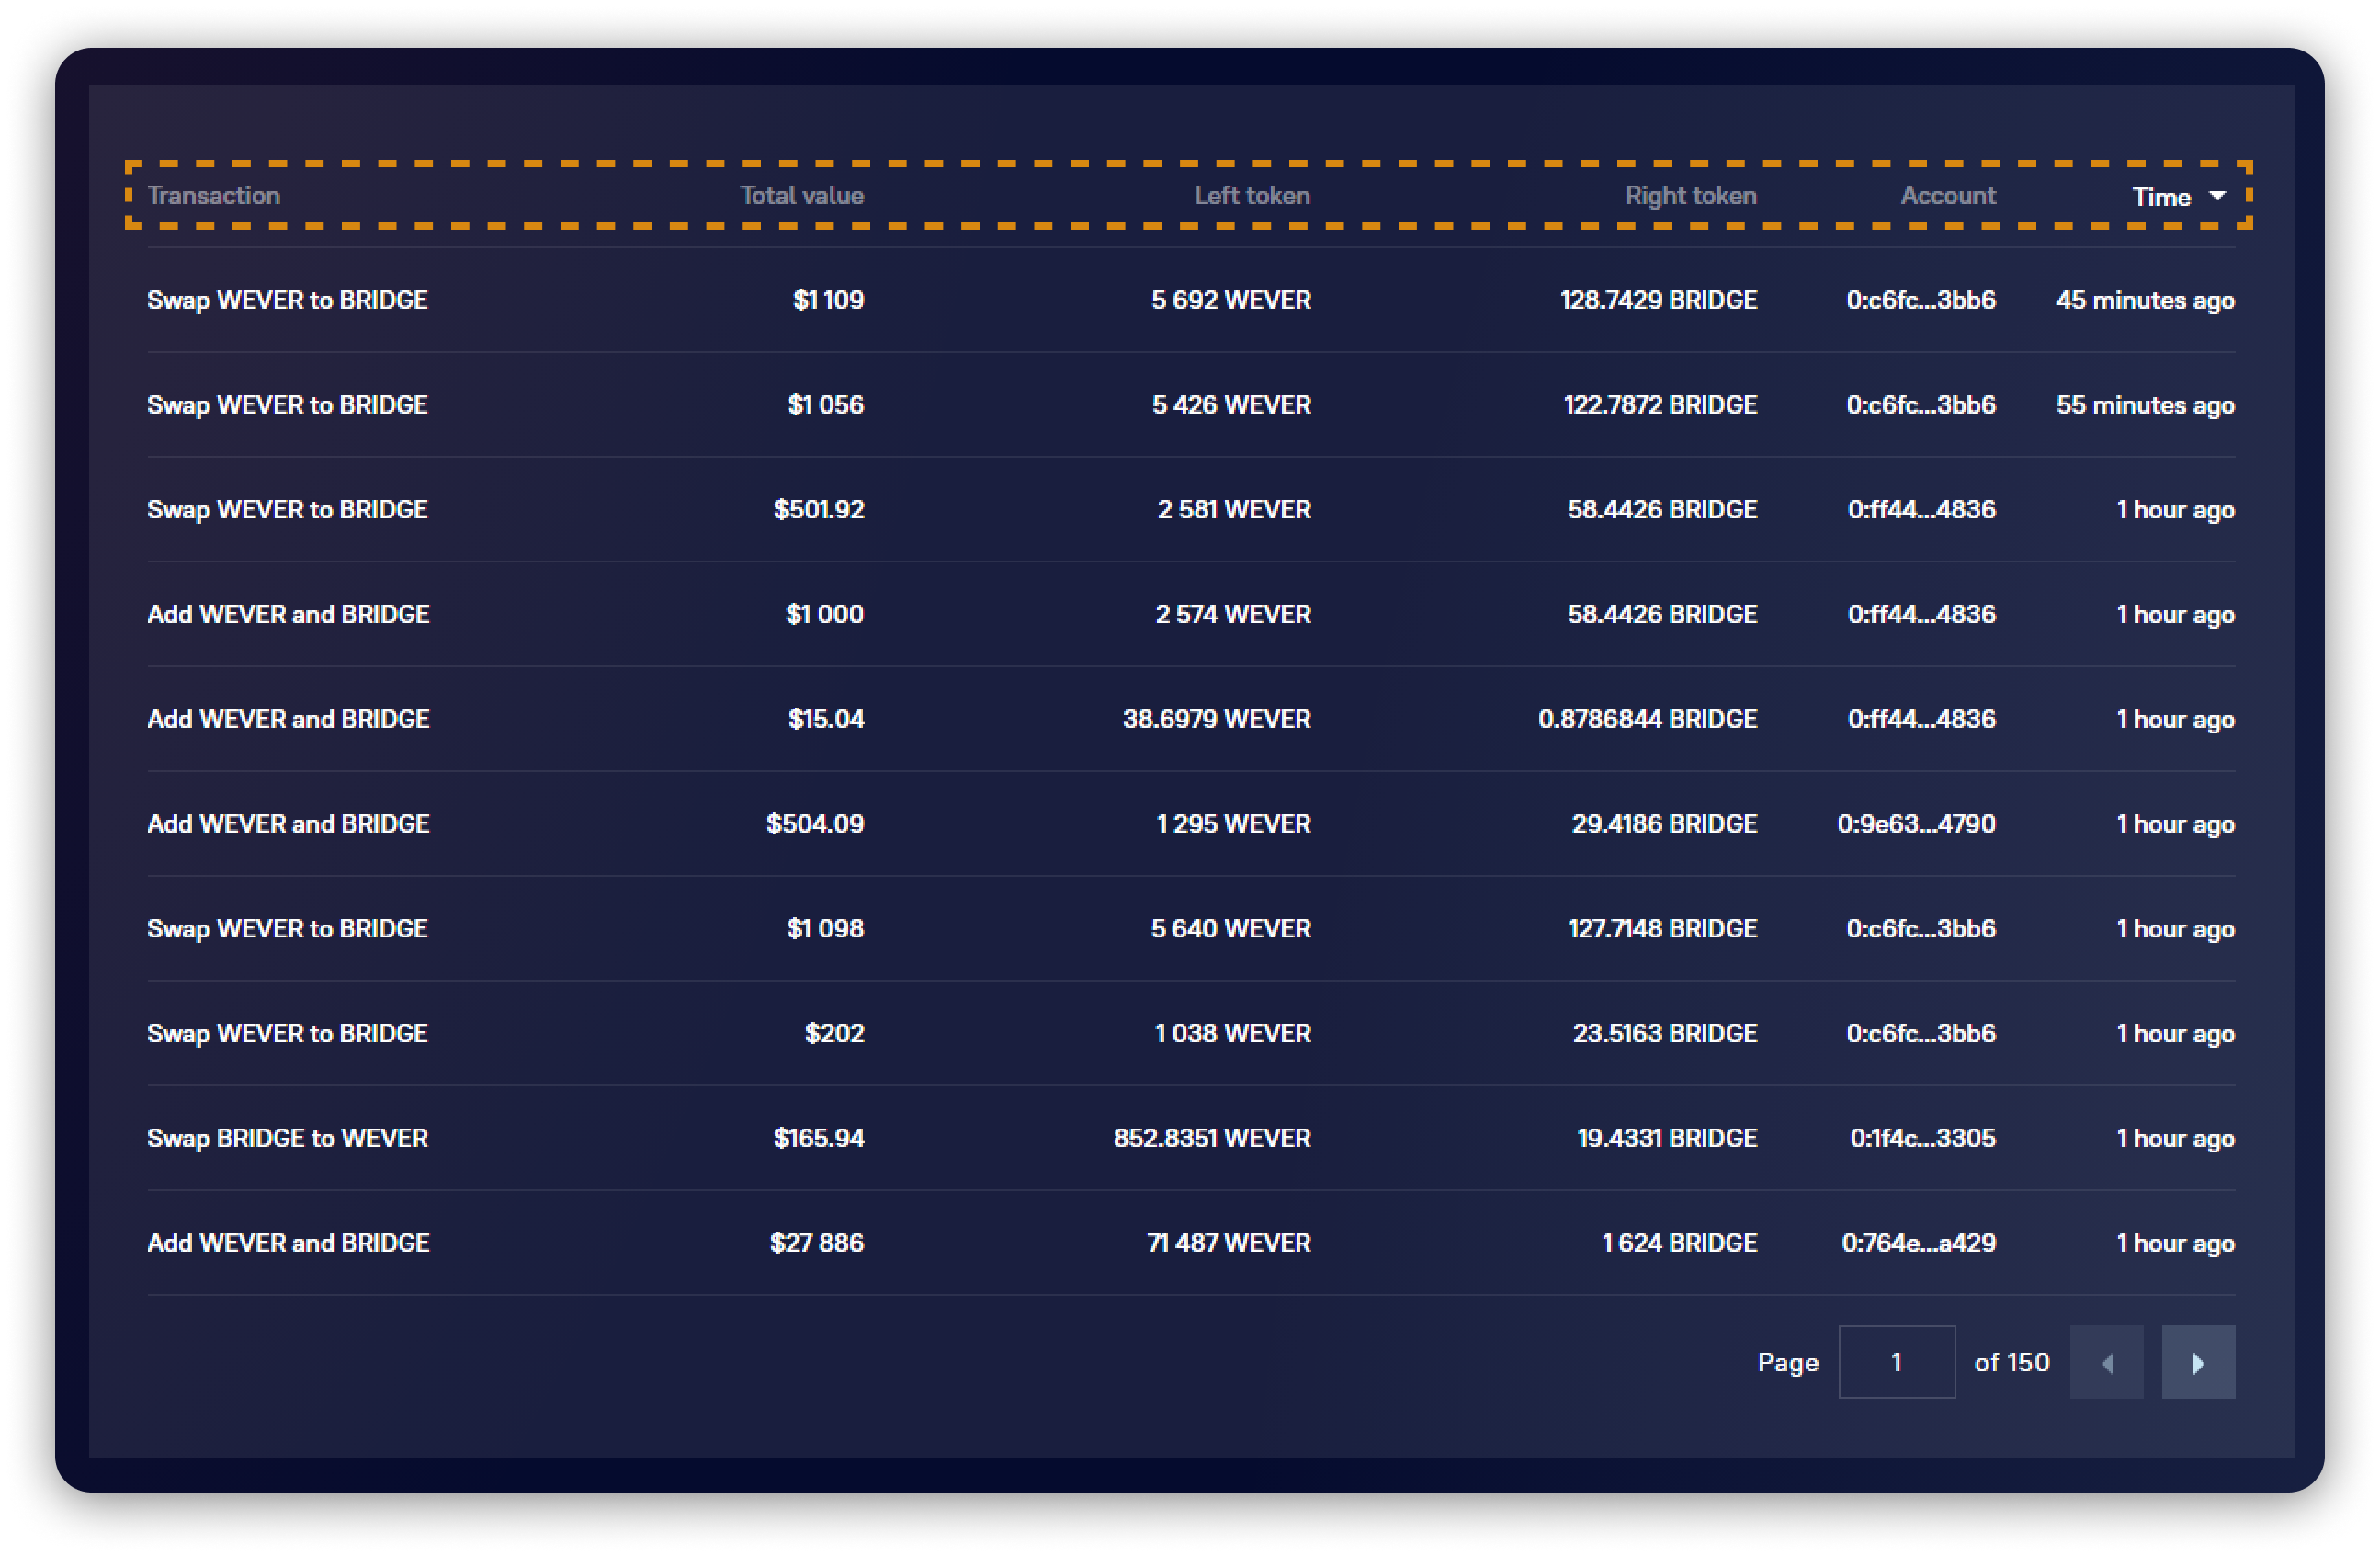 Transaction Total value Left token Right token Account Time
Swap WEVER to BRIDGE $1 109 5 692 WEVER 128.7429 BRIDGE 0:c6fc...3bb6 45 minutes ago
Swap WEVER to BRIDGE $1 056 5 426 WEVER 122.7872 BRIDGE 0:c6fc...3bb6 55 minutes ago
Swap WEVER to BRIDGE $501.92 2 581 WEVER 58.4426 BRIDGE 0:ff44...4836 1 hour ago
Add WEVER and BRIDGE $1 000 2 574 WEVER 58.4426 BRIDGE 0:ff44...4836 1 hour ago
Add WEVER and BRIDGE $15.04 38.6979 WEVER 0.8786844 BRIDGE 0:ff44...4836 1 hour ago
Add WEVER and BRIDGE $504.09 1 295 WEVER 29.4186 BRIDGE 0:9e63...4790 1 hour ago
Swap WEVER to BRIDGE $1 098 5 640 WEVER 127.7148 BRIDGE 0:c6fc...3bb6 1 hour ago
Swap WEVER to BRIDGE $202 1 038 WEVER 23.5163 BRIDGE 0:c6fc...3bb6 1 hour ago
Swap BRIDGE to WEVER $165.94 852.8351 WEVER 19.4331 BRIDGE 0:1f4c...3305 1 hour ago
Add WEVER and BRIDGE $27 886 71 487 WEVER 1 624 BRIDGE 0:764e...a429 1 hour ago
Page 1 of 150